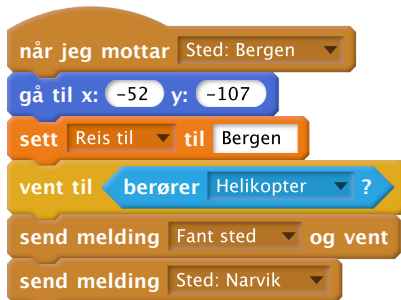 når jeg mottar Sted: Bergen
gå til x: -52 y: -107
sett Reis til til Bergen
vent til berører Helikopter ?
send melding Fant sted og vent
send melding Sted: Narvik